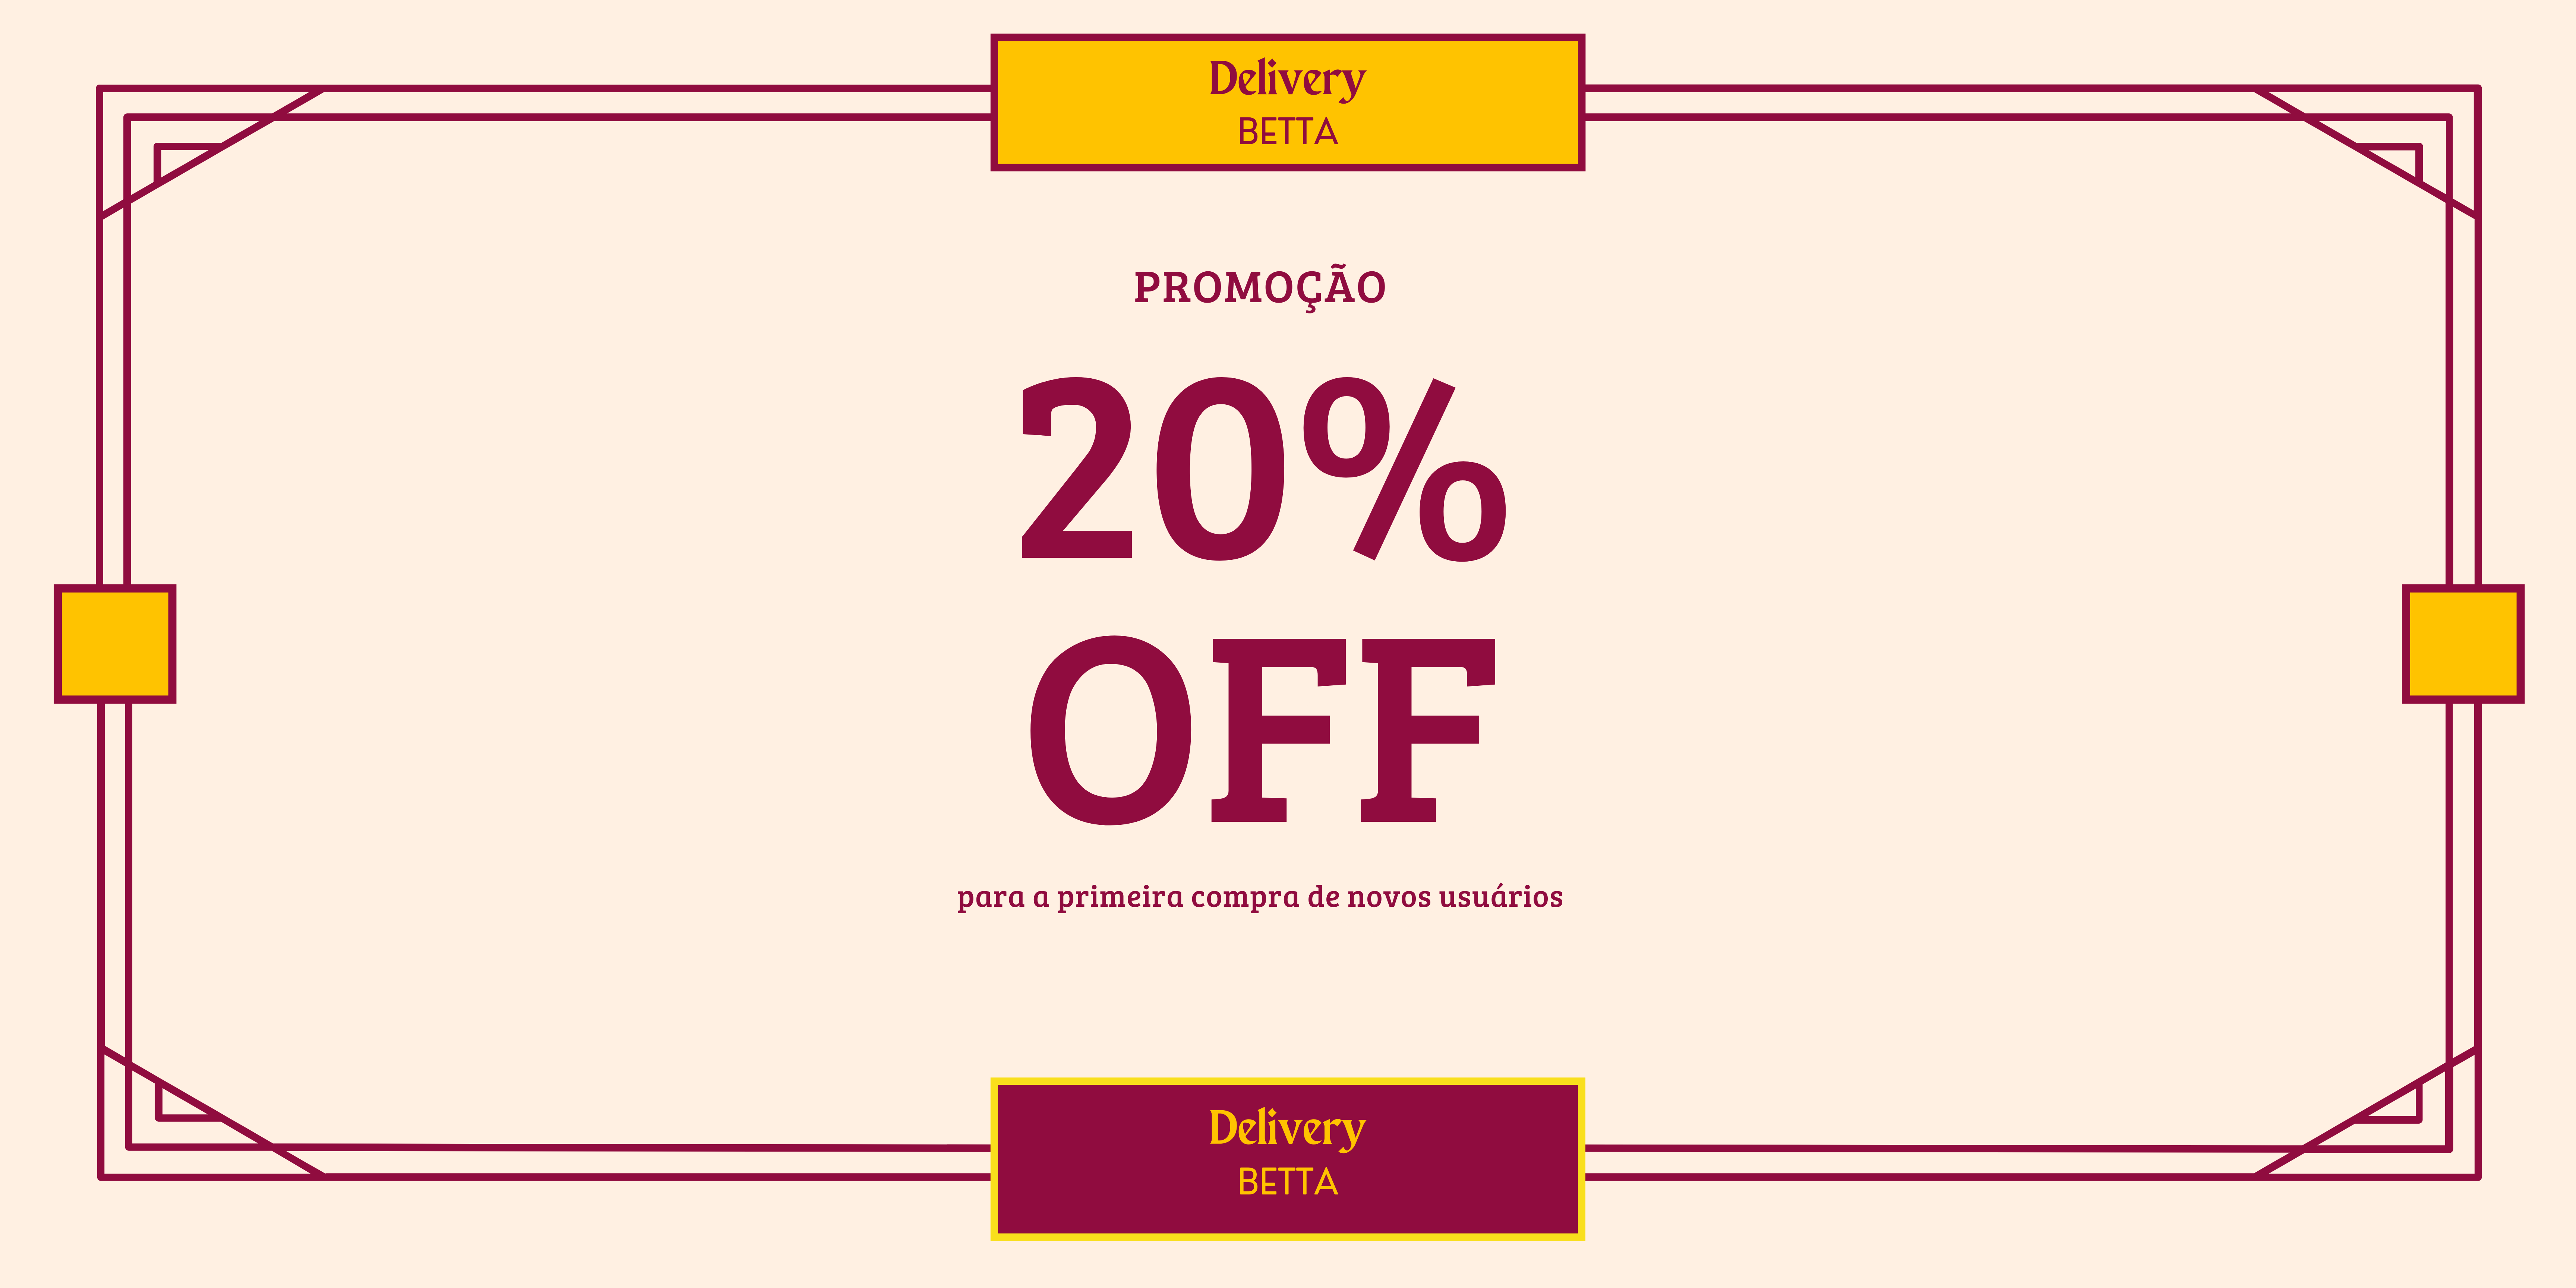 Delivery
BETTA
PROMOÇÃO
20%
OFF
para a primeira compra de novos usuários
Delivery
BETTA